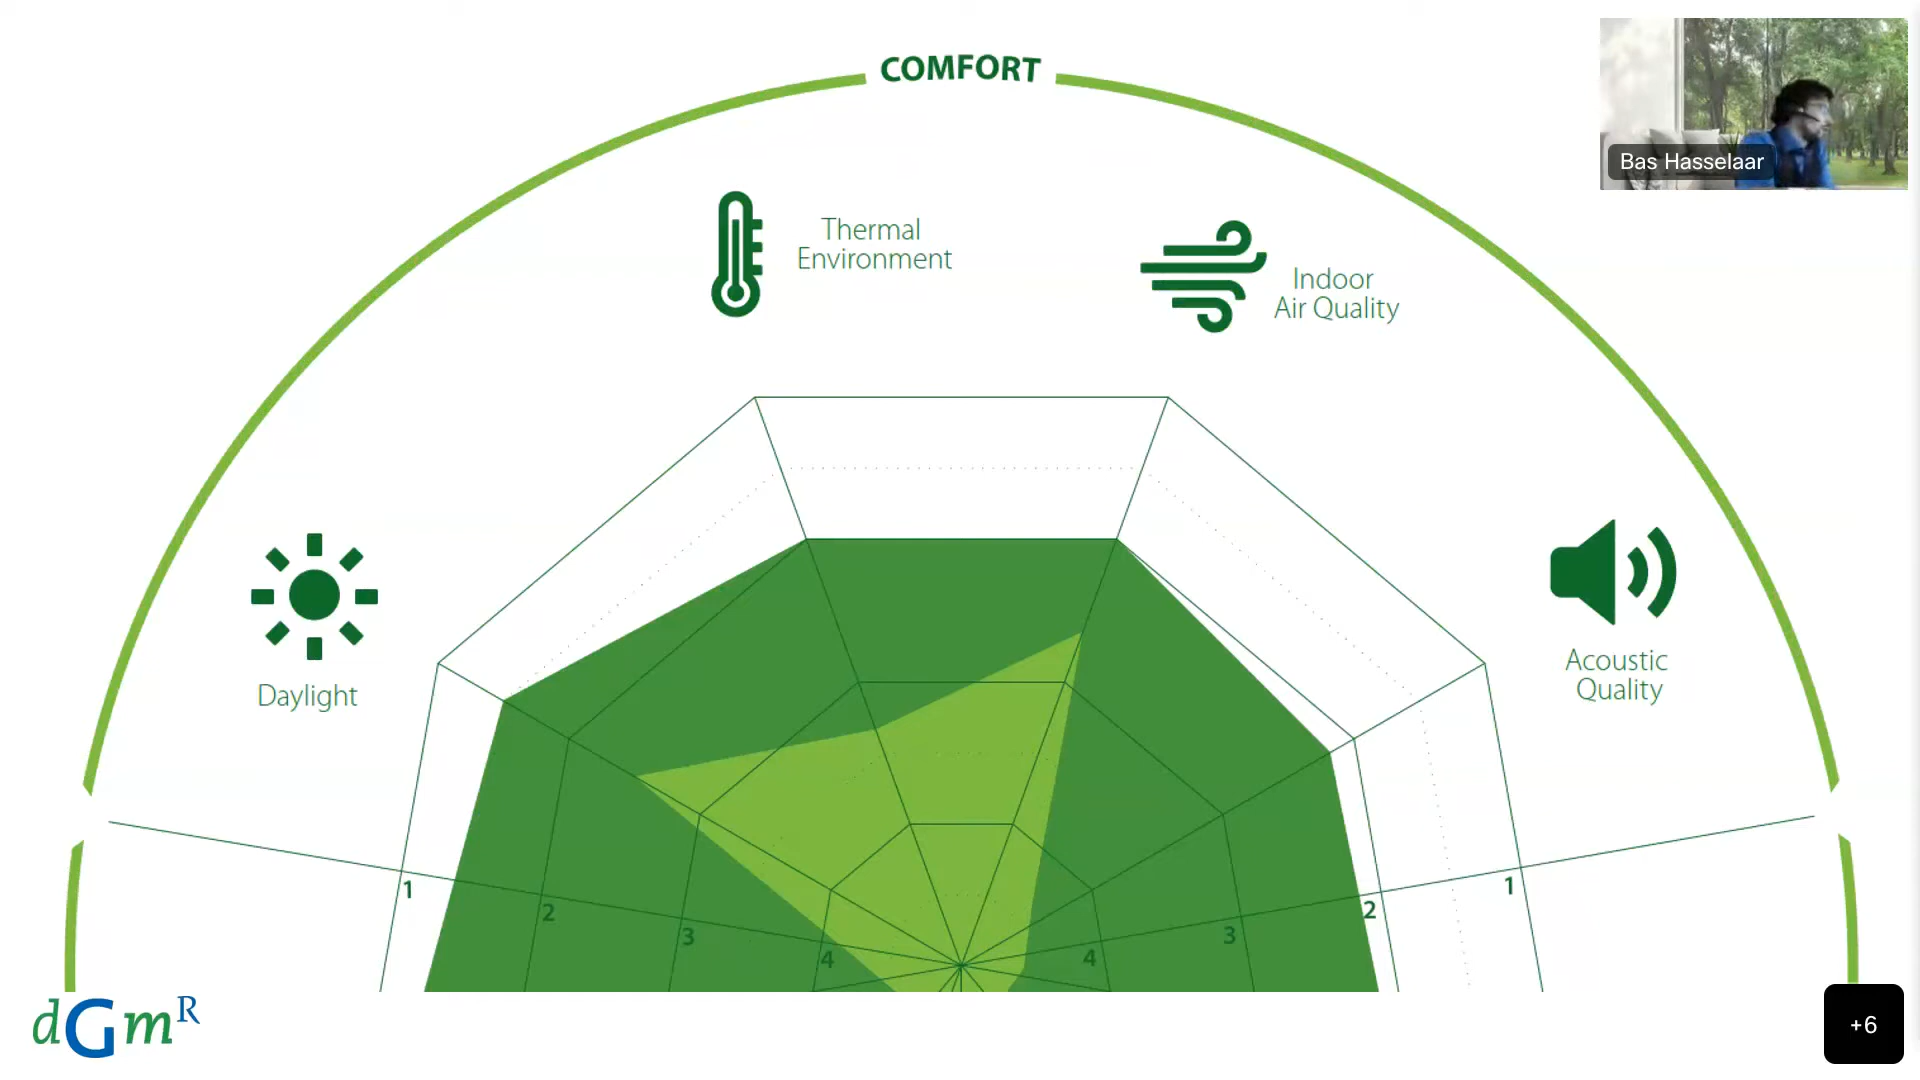 COMFORT
Bas Hasselaar
Thermal
Environment
Indoor
Air Quality
Daylight
Acoustic
Quality
1
2
3
4
4
3
2
1
dGmR
+6